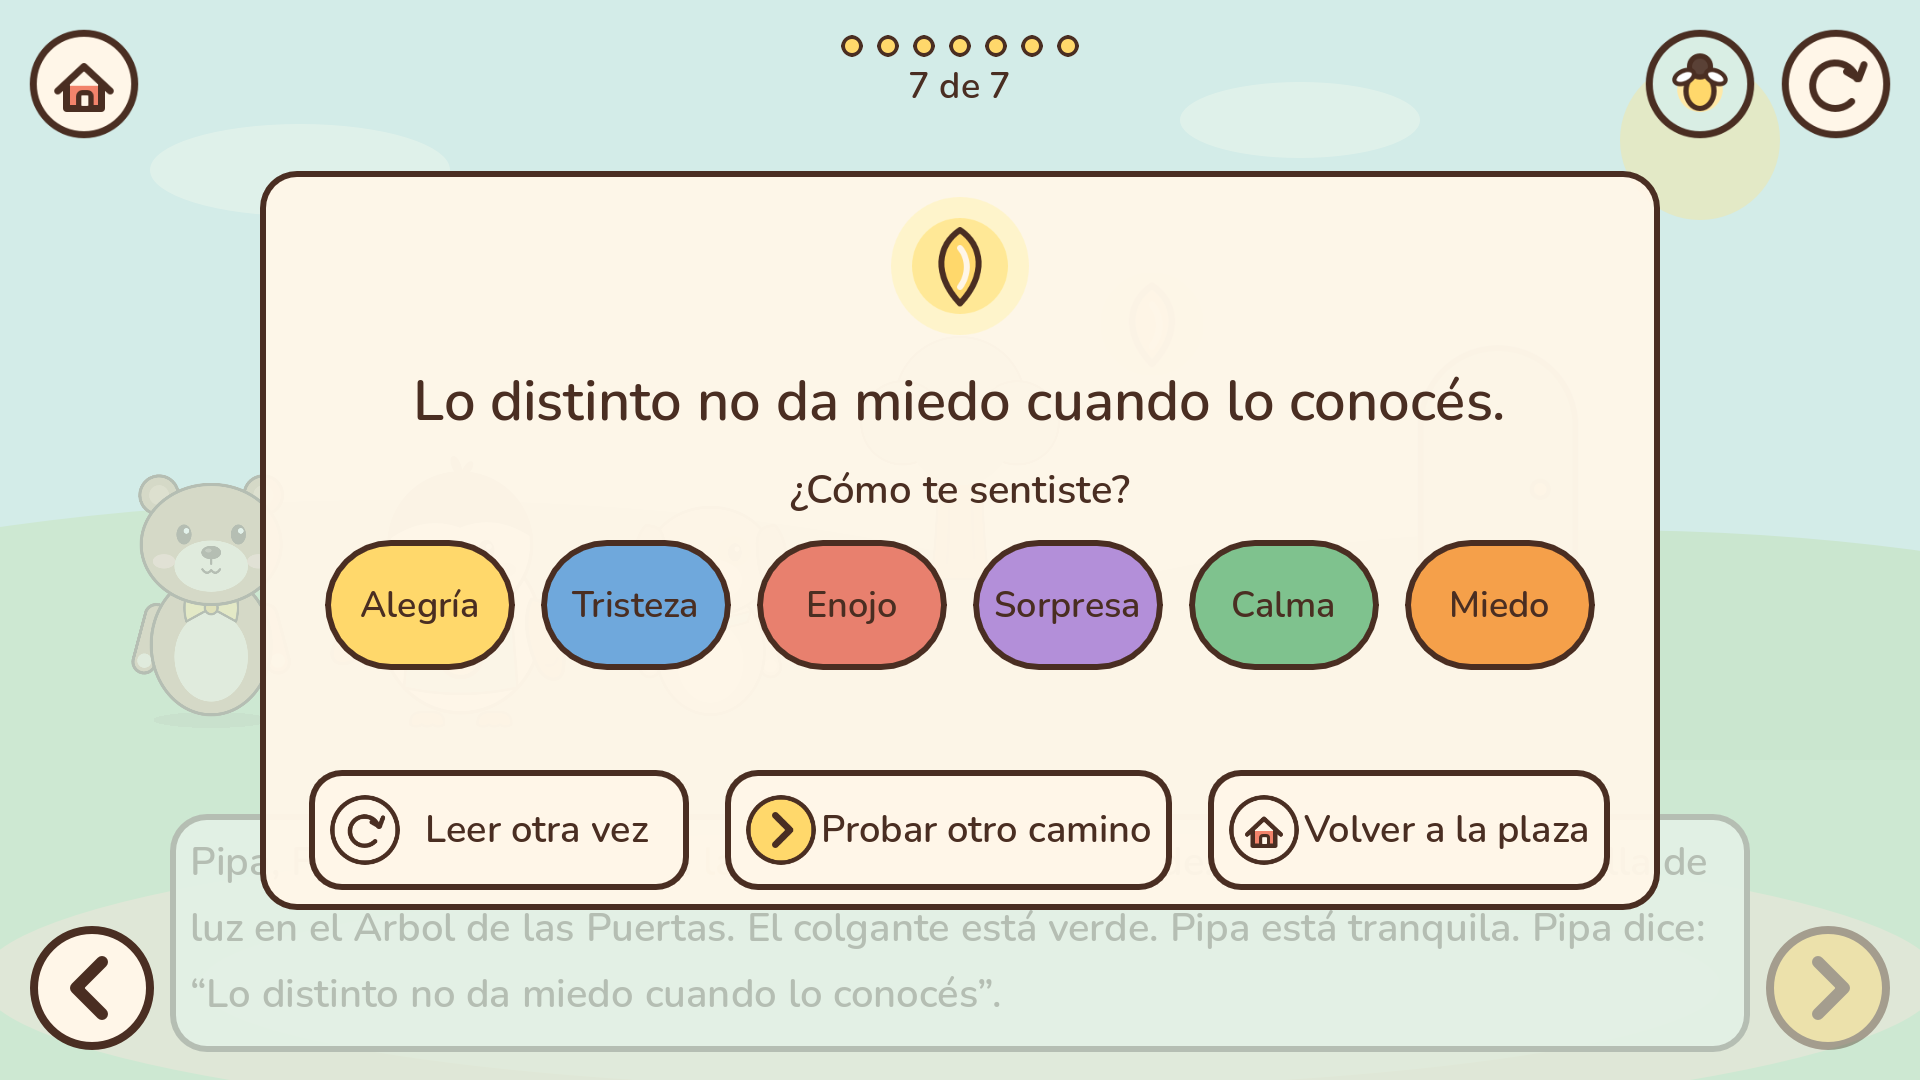 7 de 7
Lo distinto no da miedo cuando lo conocés.
¿Cómo te sentiste?
Alegría
Tristeza
Enojo
Sorpresa
Calma
Miedo
Leer otra vez
Probar otro camino
Volver a la plaza
Pipa de
luz en el Arbol de las Puertas. El colgante está verde. Pipa está tranquila. Pipa dice:
“Lo distinto no da miedo cuando lo conocés”.